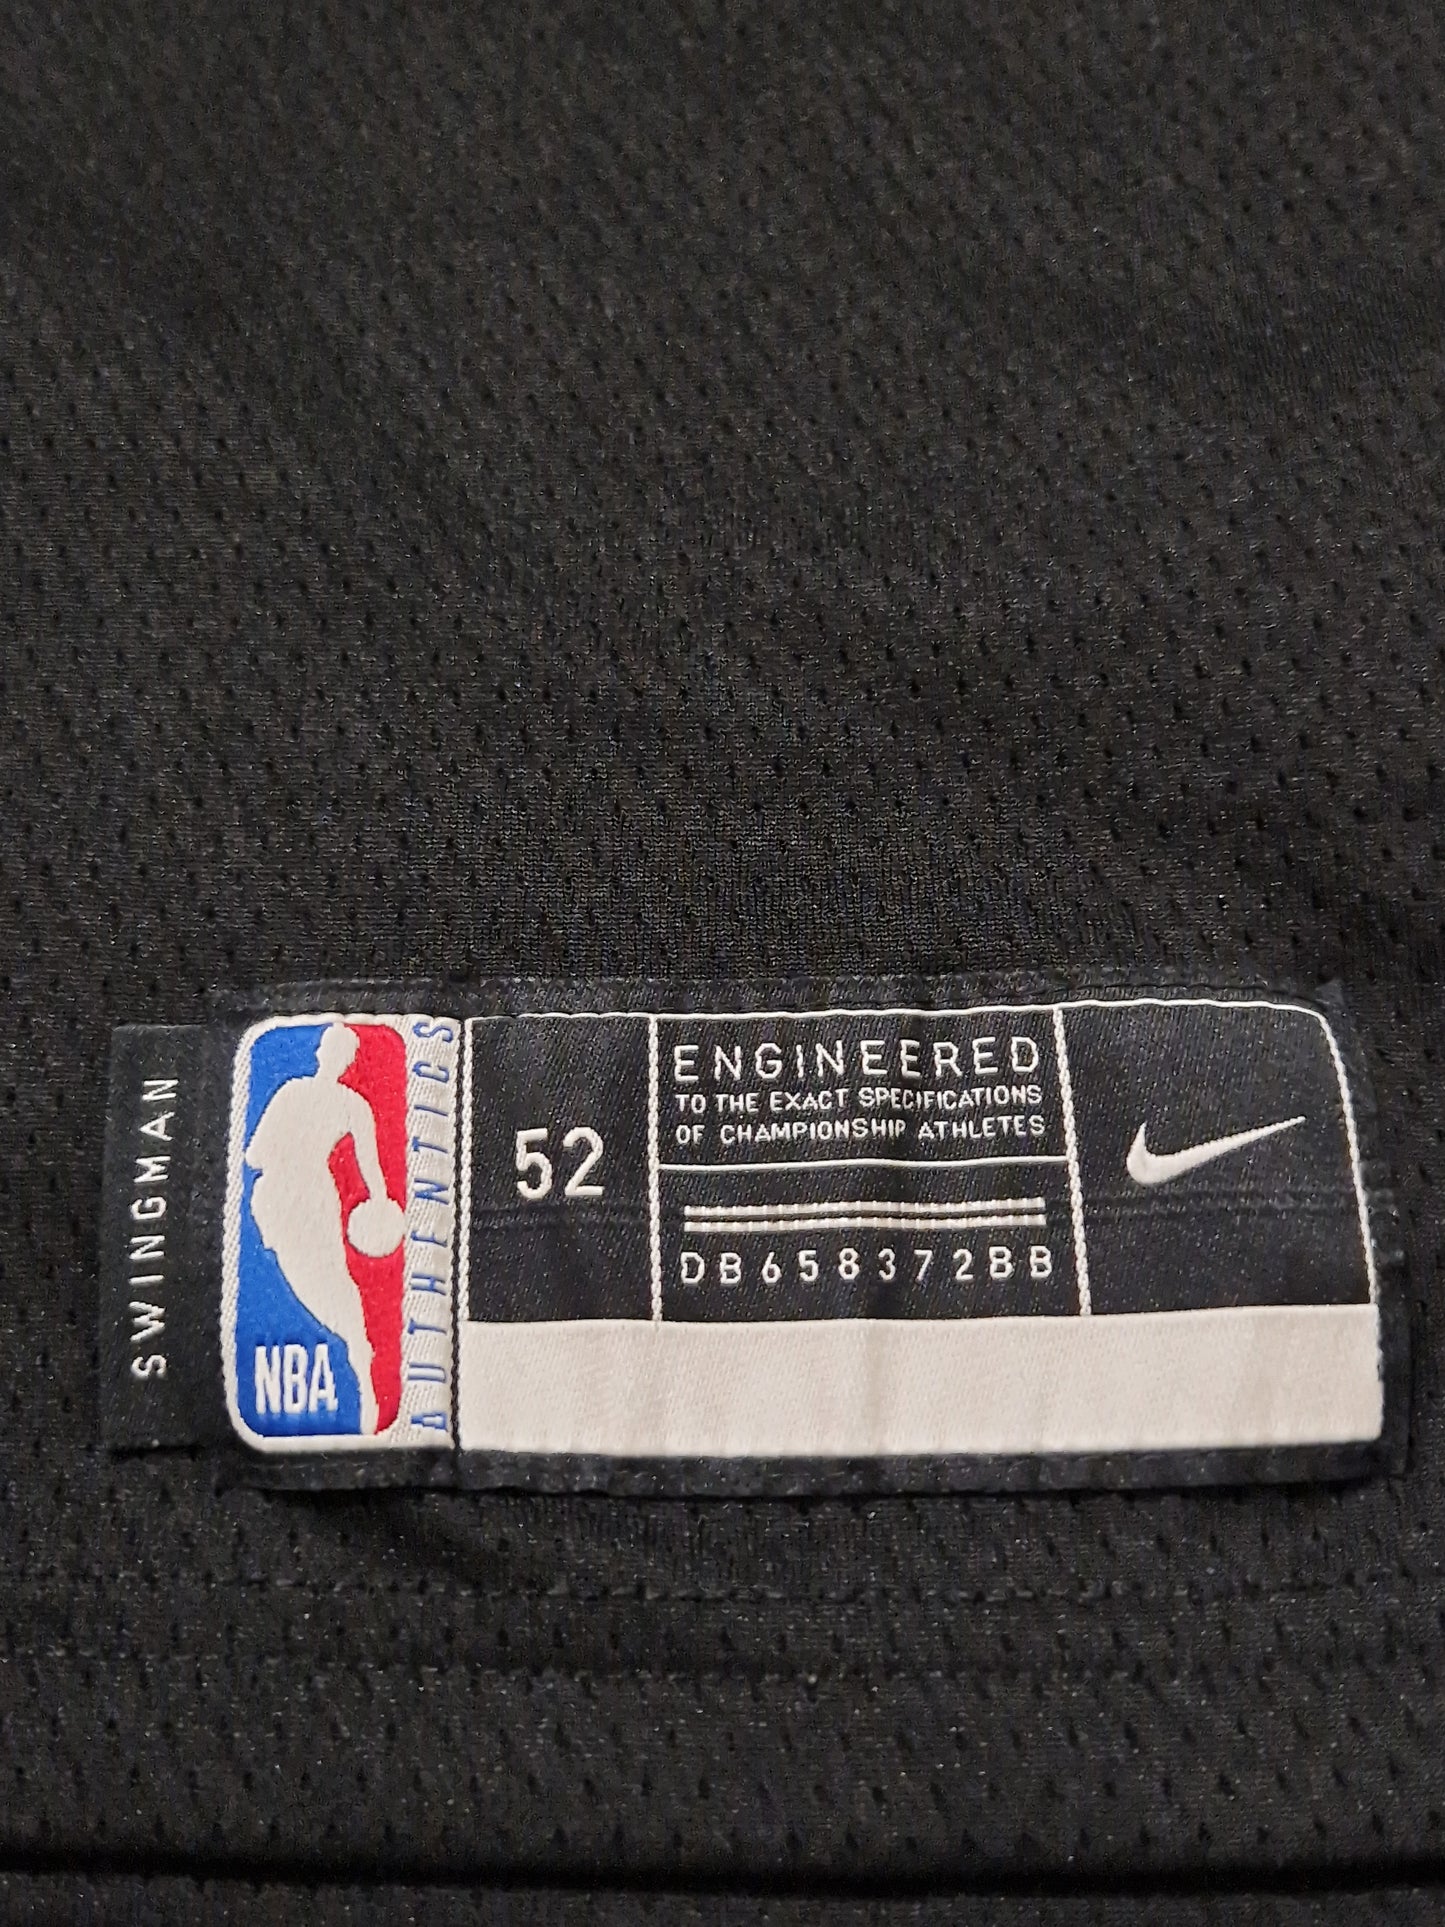 SWINGMAN
NBA
AUTHENTICS
52
ENGINEERED
TO THE EXACT SPECIFICATIONS
OF CHAMPIONSHIP ATHLETES
DB658372BB